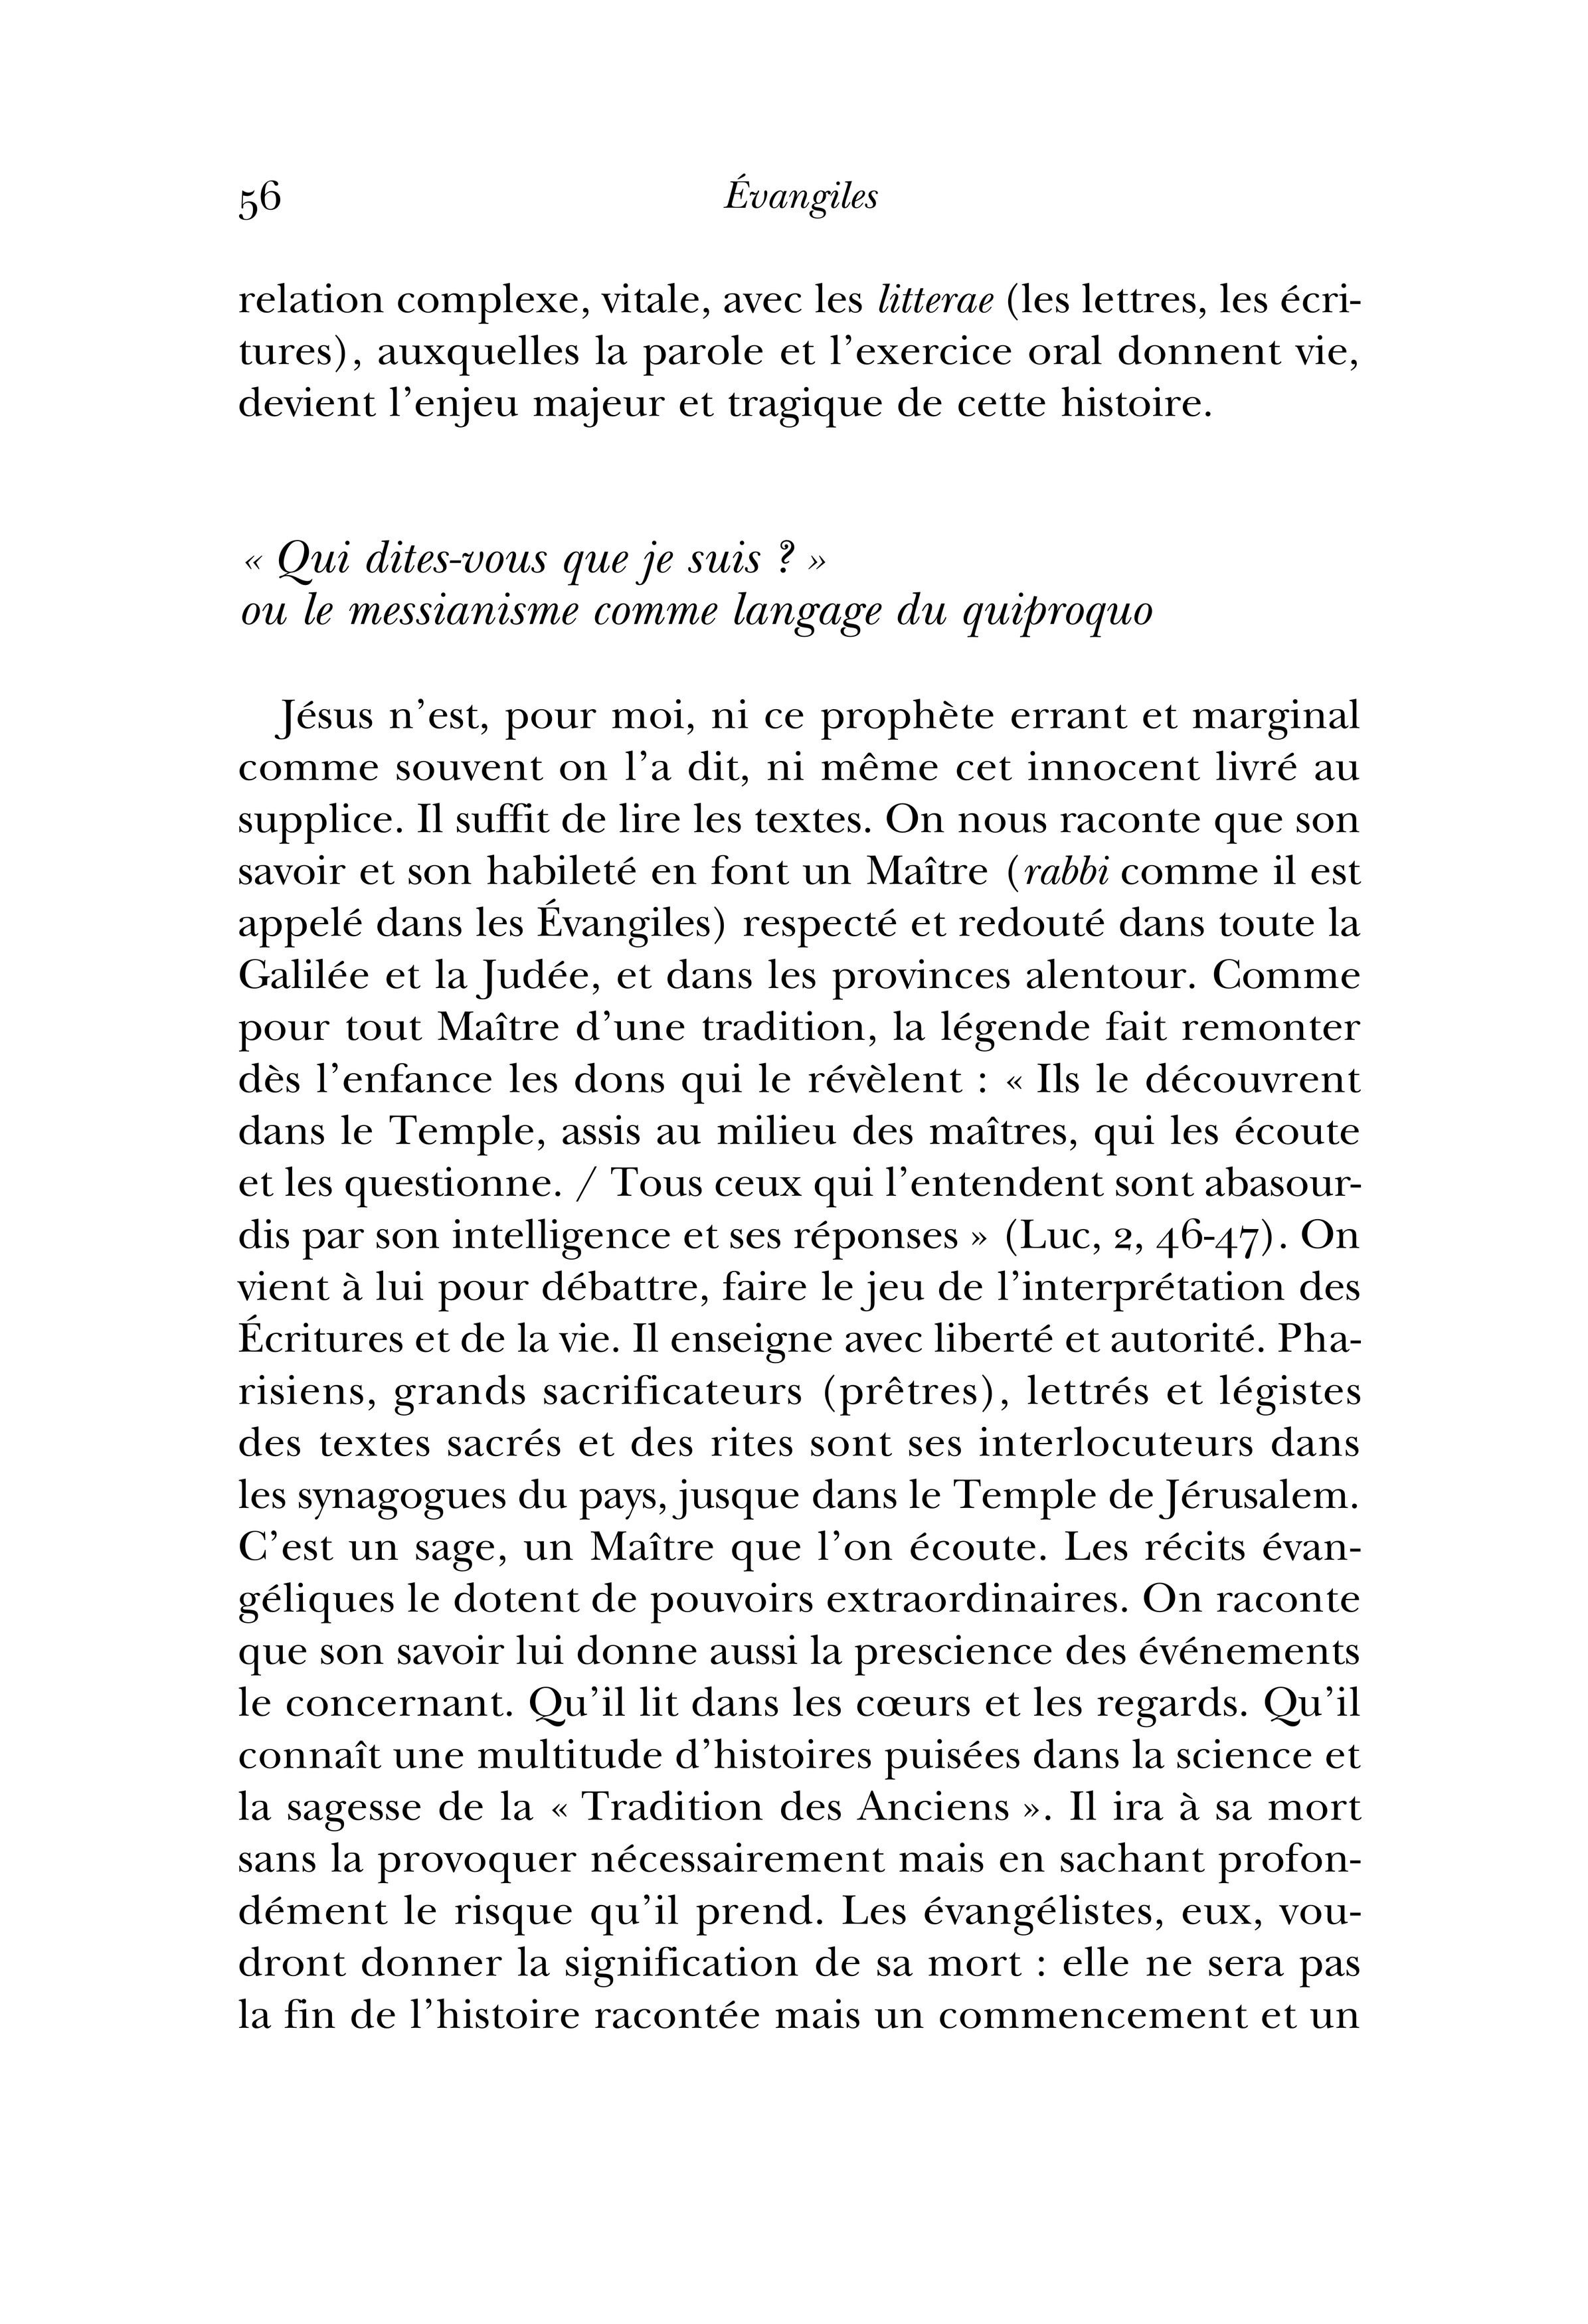 56
Évangiles
relation complexe, vitale, avec les litterae (les lettres, les écri-
tures), auxquelles la parole et l’exercice oral donnent vie,
devient l’enjeu majeur et tragique de cette histoire.
« Qui dites-vous que je suis ? »
ou le messianisme comme langage du quiproquo
Jésus n’est, pour moi, ni ce prophète errant et marginal
comme souvent on l’a dit, ni même cet innocent livré au
supplice. Il suffit de lire les textes. On nous raconte que son
savoir et son habileté en font un Maître (rabbi comme il est
appelé dans les Évangiles) respecté et redouté dans toute la
Galilée et la Judée, et dans les provinces alentour. Comme
pour tout Maître d’une tradition, la légende fait remonter
dès l’enfance les dons qui le révèlent : « Ils le découvrent
dans le Temple, assis au milieu des maîtres, qui les écoute
et les questionne. / Tous ceux qui l’entendent sont abasour-
dis par son intelligence et ses réponses » (Luc, 2, 46-47). On
vient à lui pour débattre, faire le jeu de l’interprétation des
Écritures et de la vie. Il enseigne avec liberté et autorité. Pha-
risiens, grands sacrificateurs (prêtres), lettrés et légistes
des textes sacrés et des rites sont ses interlocuteurs dans
les synagogues du pays, jusque dans le Temple de Jérusalem.
C’est un sage, un Maître que l’on écoute. Les récits évan-
géliques le dotent de pouvoirs extraordinaires. On raconte
que son savoir lui donne aussi la prescience des événements
le concernant. Qu’il lit dans les cœurs et les regards. Qu’il
connaît une multitude d’histoires puisées dans la science et
la sagesse de la « Tradition des Anciens ». Il ira à sa mort
sans la provoquer nécessairement mais en sachant profon-
dément le risque qu’il prend. Les évangélistes, eux, vou-
dront donner la signification de sa mort : elle ne sera pas
la fin de l’histoire racontée mais un commencement et un